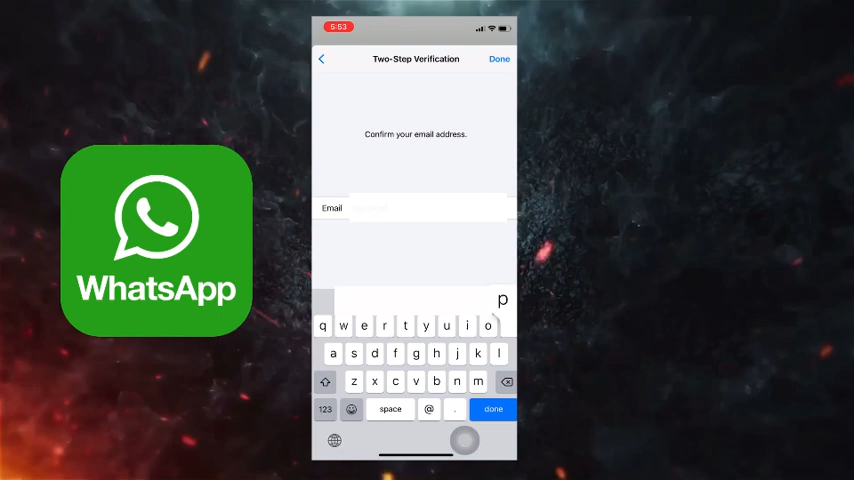 5:53
Two-Step Verification
Done
Confirm your email address.
Email
WhatsApp
p
q w e r t y u i o
a s d f g h j k l
z x c v b n m
123
space
@
.
done